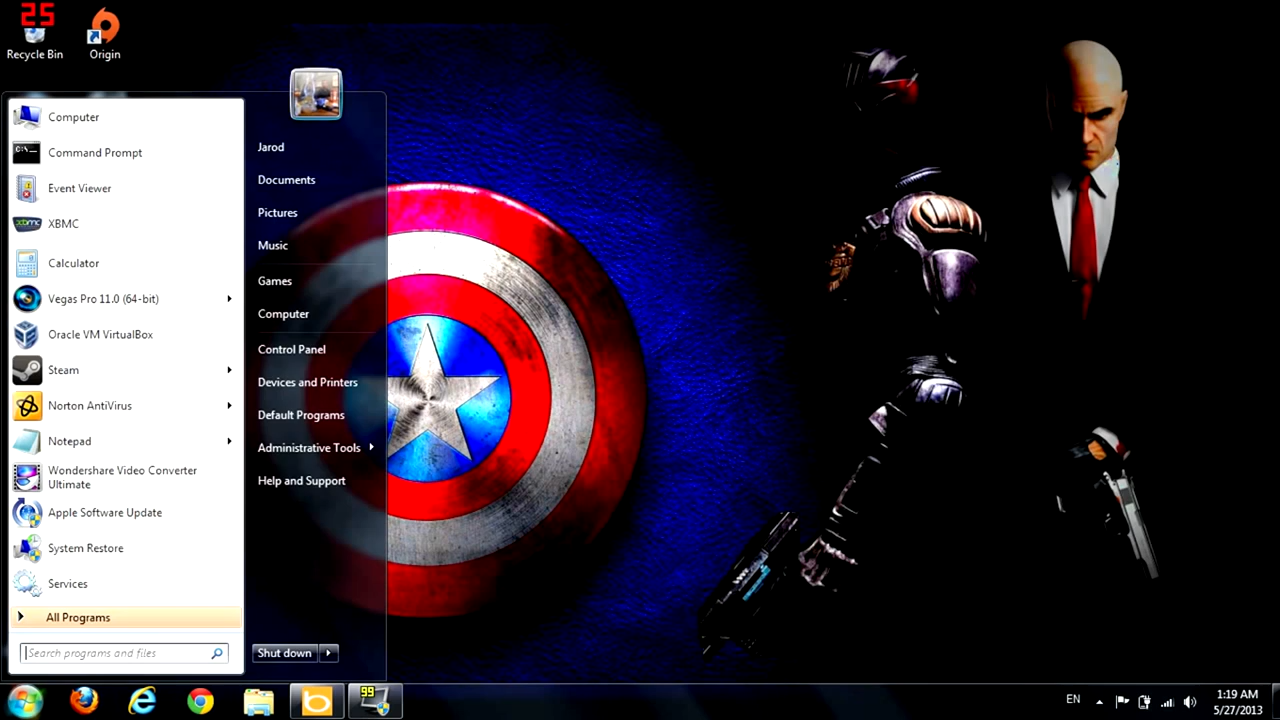 25
Recycle Bin
Origin
Computer
Command Prompt
Event Viewer
xbmc
XBMC
Calculator
Vegas Pro 11.0 (64-bit)
Oracle VM VirtualBox
Steam
Norton AntiVirus
Notepad
Wondershare Video Converter
Ultimate
Apple Software Update
System Restore
Services
All Programs
Search programs and files
Jarod
Documents
Pictures
Music
Games
Computer
Control Panel
Devices and Printers
Default Programs
Administrative Tools
Help and Support
Shut down
99
EN
1:19 AM
5/27/2013